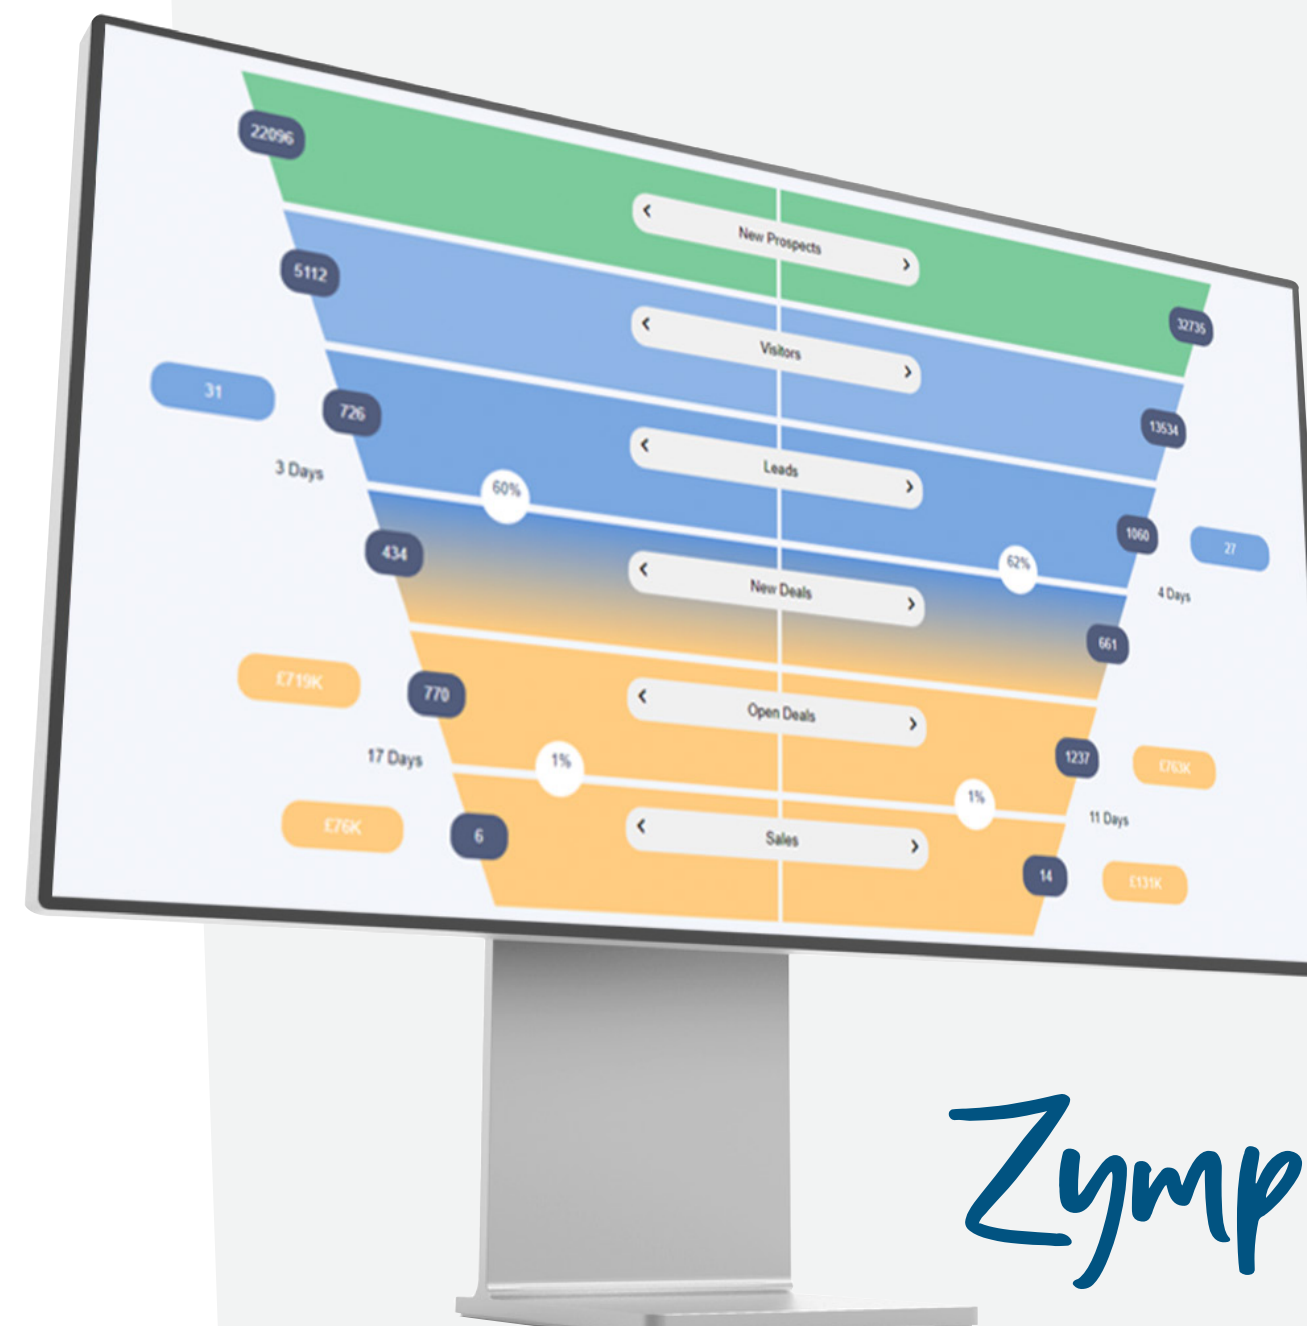 22096
New Prospects
32735
5112
Visitors
13534
31
726
Leads
1060
27
3 Days
60%
62%
4 Days
434
New Deals
661
£719K
770
Open Deals
1237
£763K
17 Days
1%
1%
11 Days
£76K
6
Sales
14
£131K
Zymp